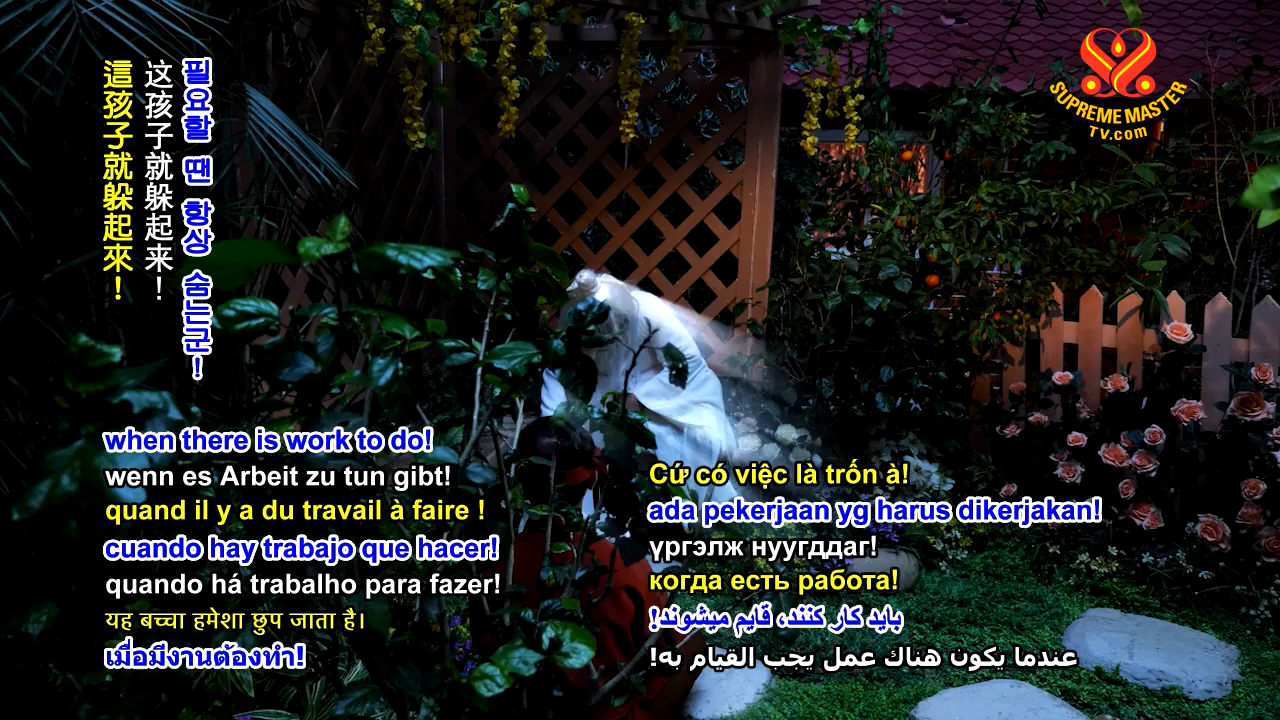 這孩子就躲起來！
这孩子就躲起来！
필요할 땐 항상 숨는군!
SUPREME MASTER
TV.com
when there is work to do!
wenn es Arbeit zu tun gibt!
quand il y a du travail à faire !
cuando hay trabajo que hacer!
quando há trabalho para fazer!
यह बच्चा हमेशा छुप जाता है।
เมื่อมีงานต้องทำ!
Cứ có việc là trốn à!
ada pekerjaan yg harus dikerjakan!
үргэлж нуугддаг!
когда есть работа!
باید کار کنند، قایم میشوند!
عندما يكون هناك عمل يجب القيام به!